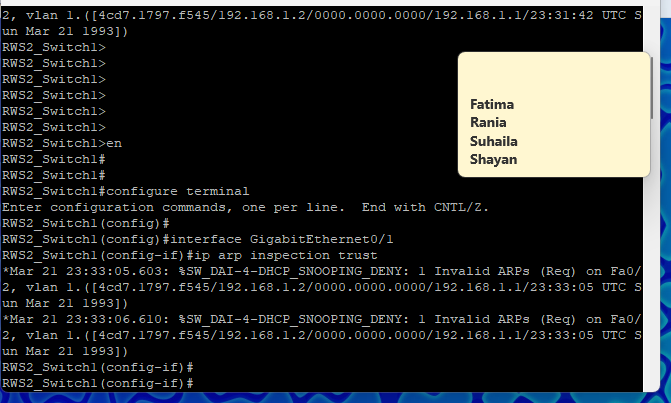 2, vlan 1.([4cd7.1797.f545/192.168.1.2/0000.0000.0000/192.168.1.1/23:31:42 UTC S
un Mar 21 1993])
RWS2_Switch1>
RWS2_Switch1>
RWS2_Switch1>
RWS2_Switch1>
RWS2_Switch1>
RWS2_Switch1>
RWS2_Switch1>en
RWS2_Switch1#
RWS2_Switch1#
RWS2_Switch1#configure terminal
Enter configuration commands, one per line.  End with CNTL/Z.
RWS2_Switch1(config)#
RWS2_Switch1(config)#interface GigabitEthernet0/1
RWS2_Switch1(config-if)#ip arp inspection trust
*Mar 21 23:33:05.603: %SW_DAI-4-DHCP_SNOOPING_DENY: 1 Invalid ARPs (Req) on Fa0/
2, vlan 1.([4cd7.1797.f545/192.168.1.2/0000.0000.0000/192.168.1.1/23:33:05 UTC S
un Mar 21 1993])
*Mar 21 23:33:06.610: %SW_DAI-4-DHCP_SNOOPING_DENY: 1 Invalid ARPs (Req) on Fa0/
2, vlan 1.([4cd7.1797.f545/192.168.1.2/0000.0000.0000/192.168.1.1/23:33:05 UTC S
un Mar 21 1993])
RWS2_Switch1(config-if)#
RWS2_Switch1(config-if)#
Fatima
Rania
Suhaila
Shayan